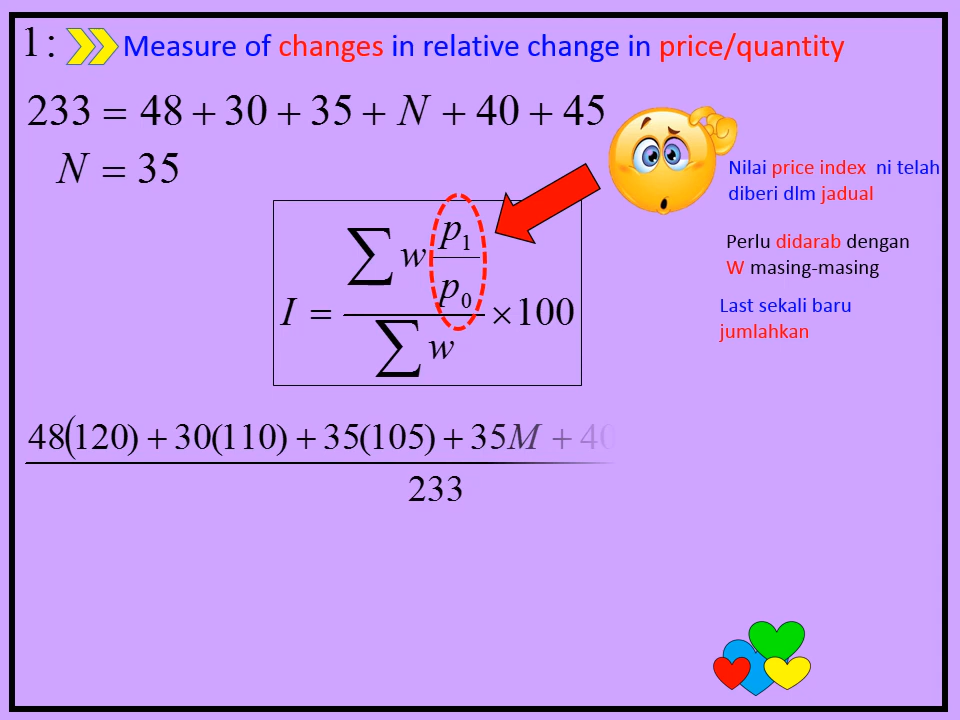 1: Measure of changes in relative change in price/quantity
233 = 48 + 30 + 35 + N + 40 + 45
N = 35
Nilai price index ni telah
diberi dlm jadual
Perlu didarab dengan
W masing-masing
Last sekali baru
jumlahkan
I = ∑ w p₁/p₀ / ∑ w × 100
48(120) + 30(110) + 35(105) + 35M + 40
233